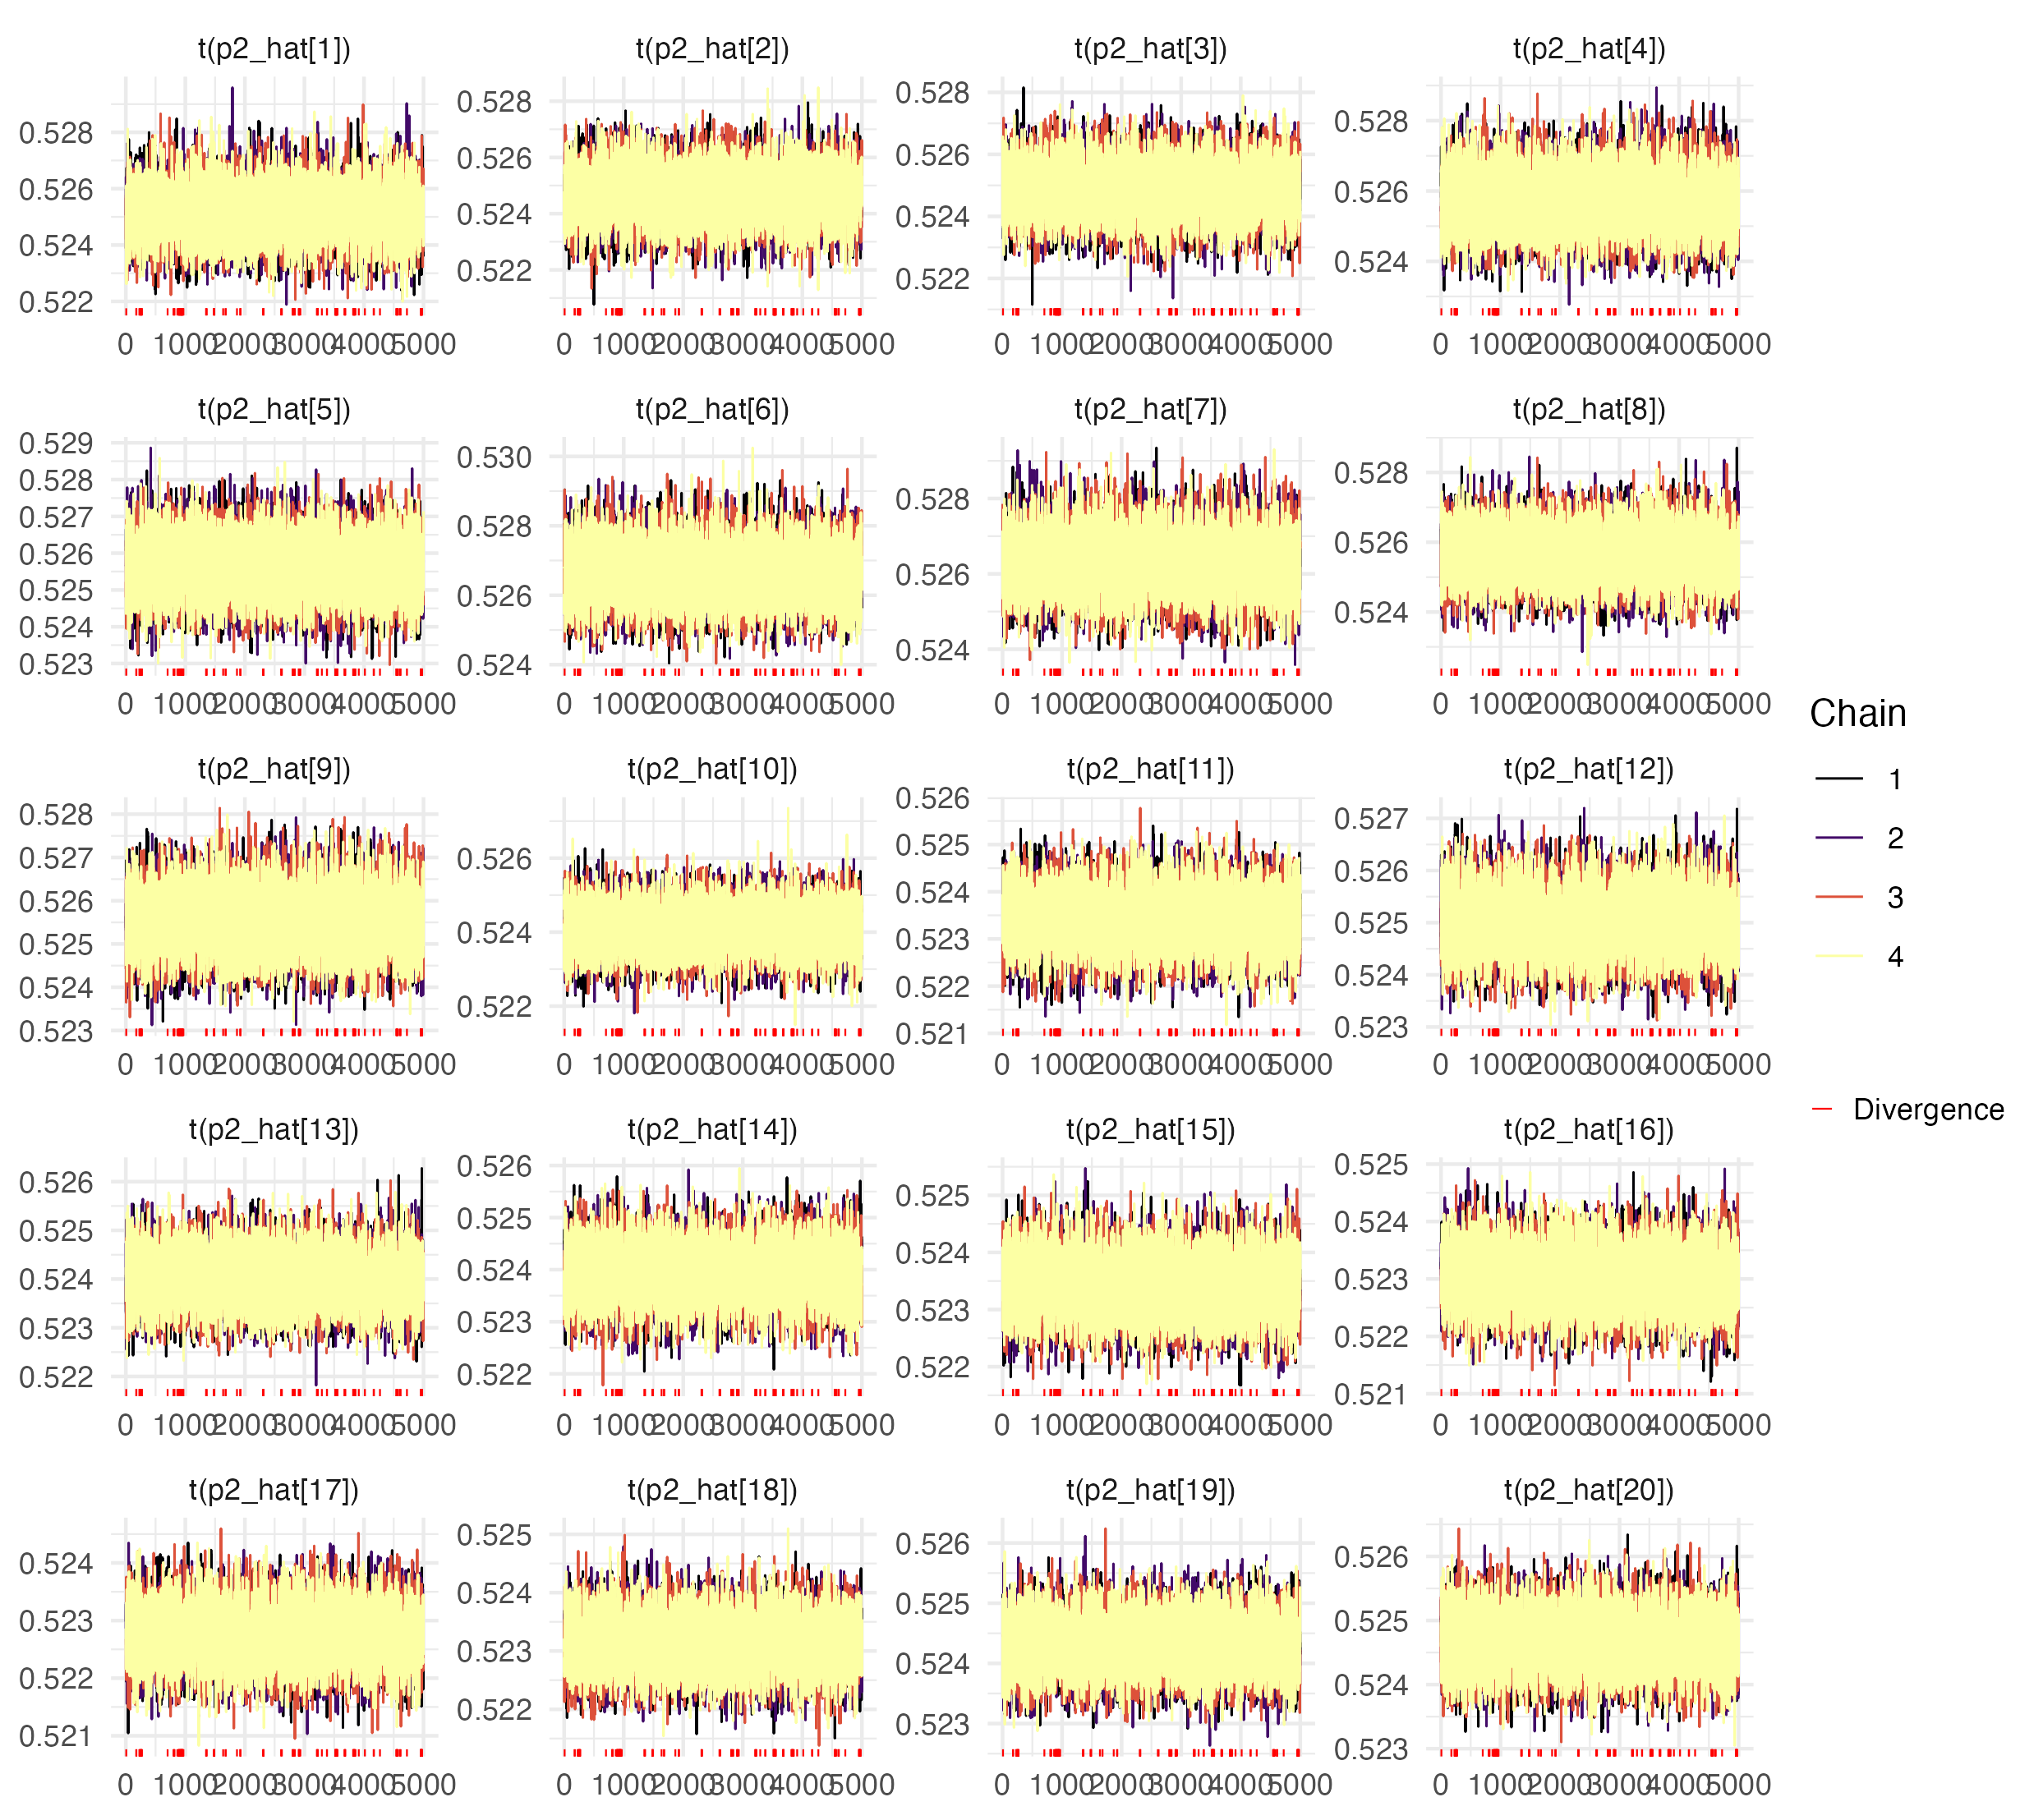 t(p2_hat[1]) t(p2_hat[2]) t(p2_hat[3]) t(p2_hat[4])
0.528 0.526 0.524 0.522
0.528 0.526 0.524 0.522
0.528 0.526 0.524 0.522
0.528 0.526 0.524
0 1000 2000 3000 4000 5000 0 1000 2000 3000 4000 5000 0 1000 2000 3000 4000 5000 0 1000 2000 3000 4000 5000
t(p2_hat[5]) t(p2_hat[6]) t(p2_hat[7]) t(p2_hat[8])
0.529 0.528 0.527 0.526 0.525 0.524 0.523
0.530 0.528 0.526 0.524
0.528 0.526 0.524
0.528 0.526 0.524
0 1000 2000 3000 4000 5000 0 1000 2000 3000 4000 5000 0 1000 2000 3000 4000 5000 0 1000 2000 3000 4000 5000
t(p2_hat[9]) t(p2_hat[10]) t(p2_hat[11]) t(p2_hat[12])
0.528 0.527 0.526 0.525 0.524 0.523
0.526 0.524 0.522
0.526 0.525 0.524 0.523 0.522 0.521
0.527 0.526 0.525 0.524 0.523
0 1000 2000 3000 4000 5000 0 1000 2000 3000 4000 5000 0 1000 2000 3000 4000 5000 0 1000 2000 3000 4000 5000
t(p2_hat[13]) t(p2_hat[14]) t(p2_hat[15]) t(p2_hat[16])
0.526 0.525 0.524 0.523 0.522
0.526 0.525 0.524 0.523 0.522
0.525 0.524 0.523 0.522
0.525 0.524 0.523 0.522 0.521
0 1000 2000 3000 4000 5000 0 1000 2000 3000 4000 5000 0 1000 2000 3000 4000 5000 0 1000 2000 3000 4000 5000
t(p2_hat[17]) t(p2_hat[18]) t(p2_hat[19]) t(p2_hat[20])
0.524 0.523 0.522 0.521
0.525 0.524 0.523 0.522
0.526 0.525 0.524 0.523
0.526 0.525 0.524 0.523
0 1000 2000 3000 4000 5000 0 1000 2000 3000 4000 5000 0 1000 2000 3000 4000 5000 0 1000 2000 3000 4000 5000
Chain
1
2
3
4
Divergence